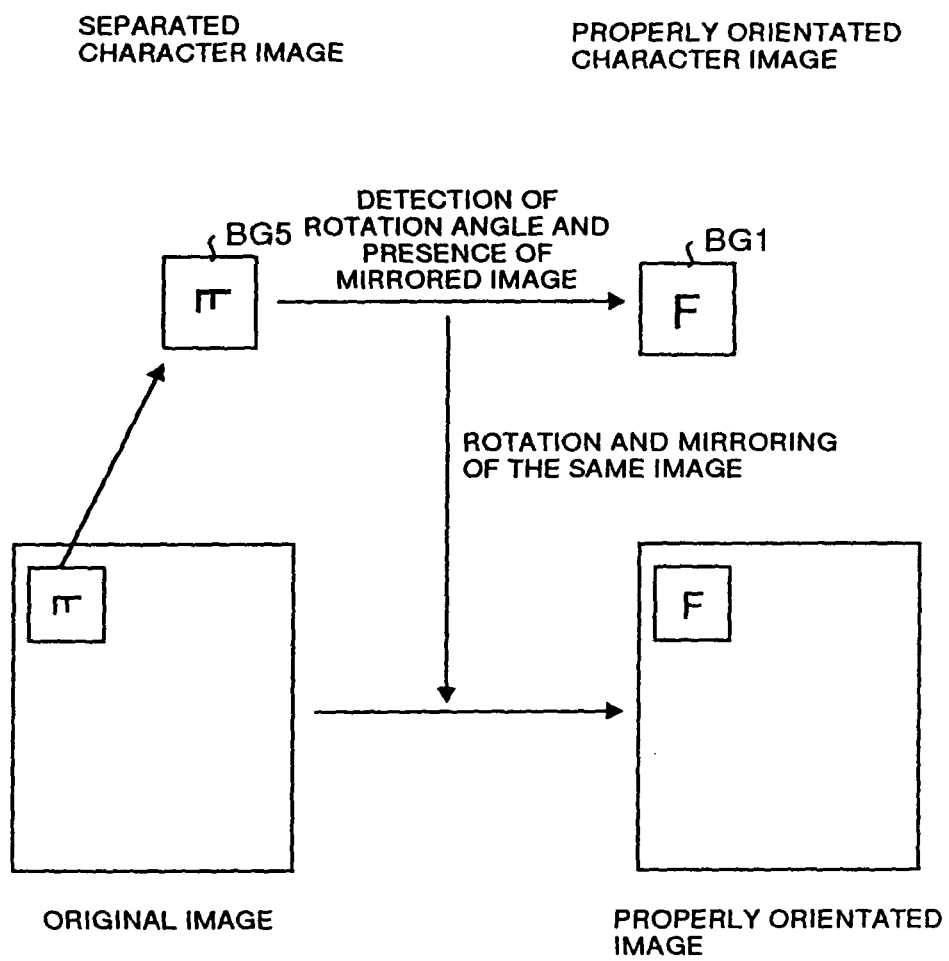 SEPARATED
CHARACTER IMAGE
PROPERLY ORIENTATED
CHARACTER IMAGE
DETECTION OF
ROTATION ANGLE AND
PRESENCE OF
MIRRORED IMAGE
BG5
BG1
F
F
ROTATION AND MIRRORING
OF THE SAME IMAGE
F
F
ORIGINAL IMAGE
PROPERLY ORIENTATED
IMAGE